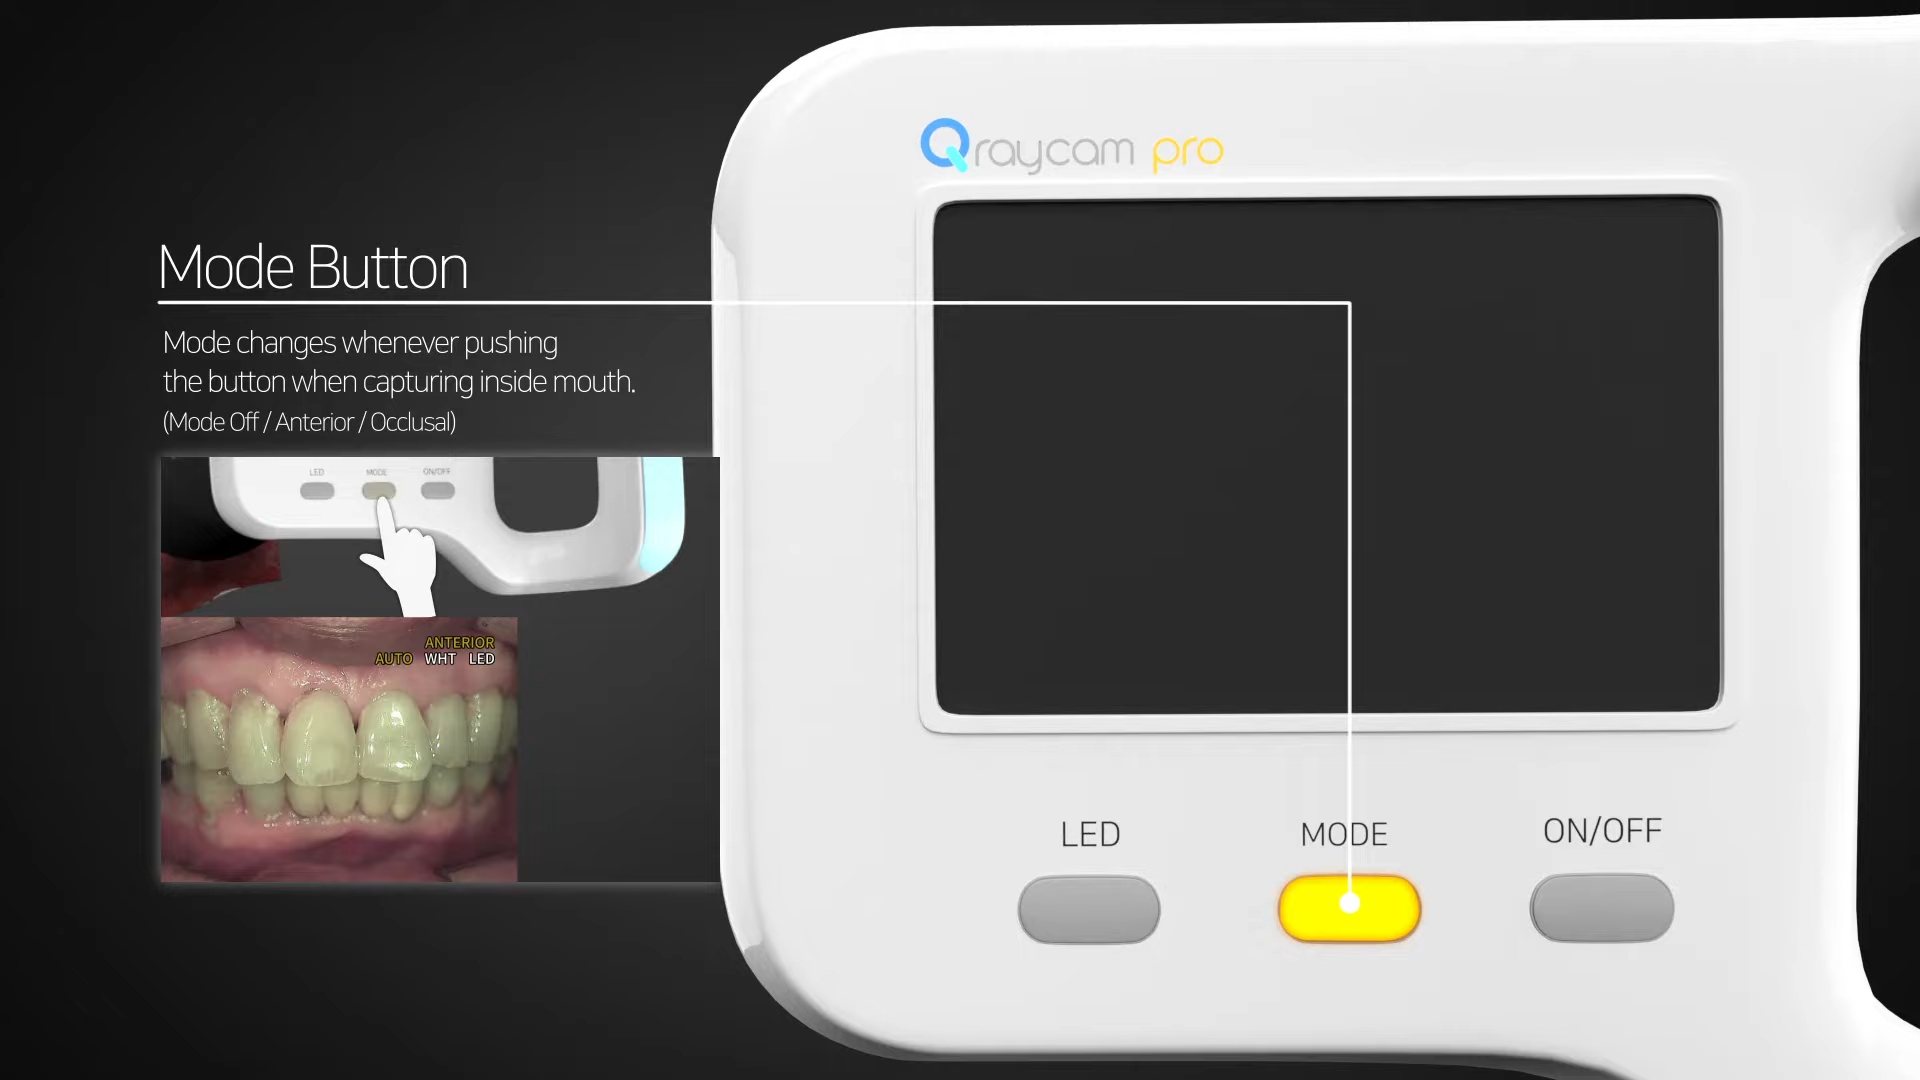 Qraycam pro
Mode Button
Mode changes whenever pushing
the button when capturing inside mouth.
(Mode Off / Anterior / Occlusal)
LED MODE ON/OFF
ANTERIOR
AUTO WHT LED
LED MODE ON/OFF